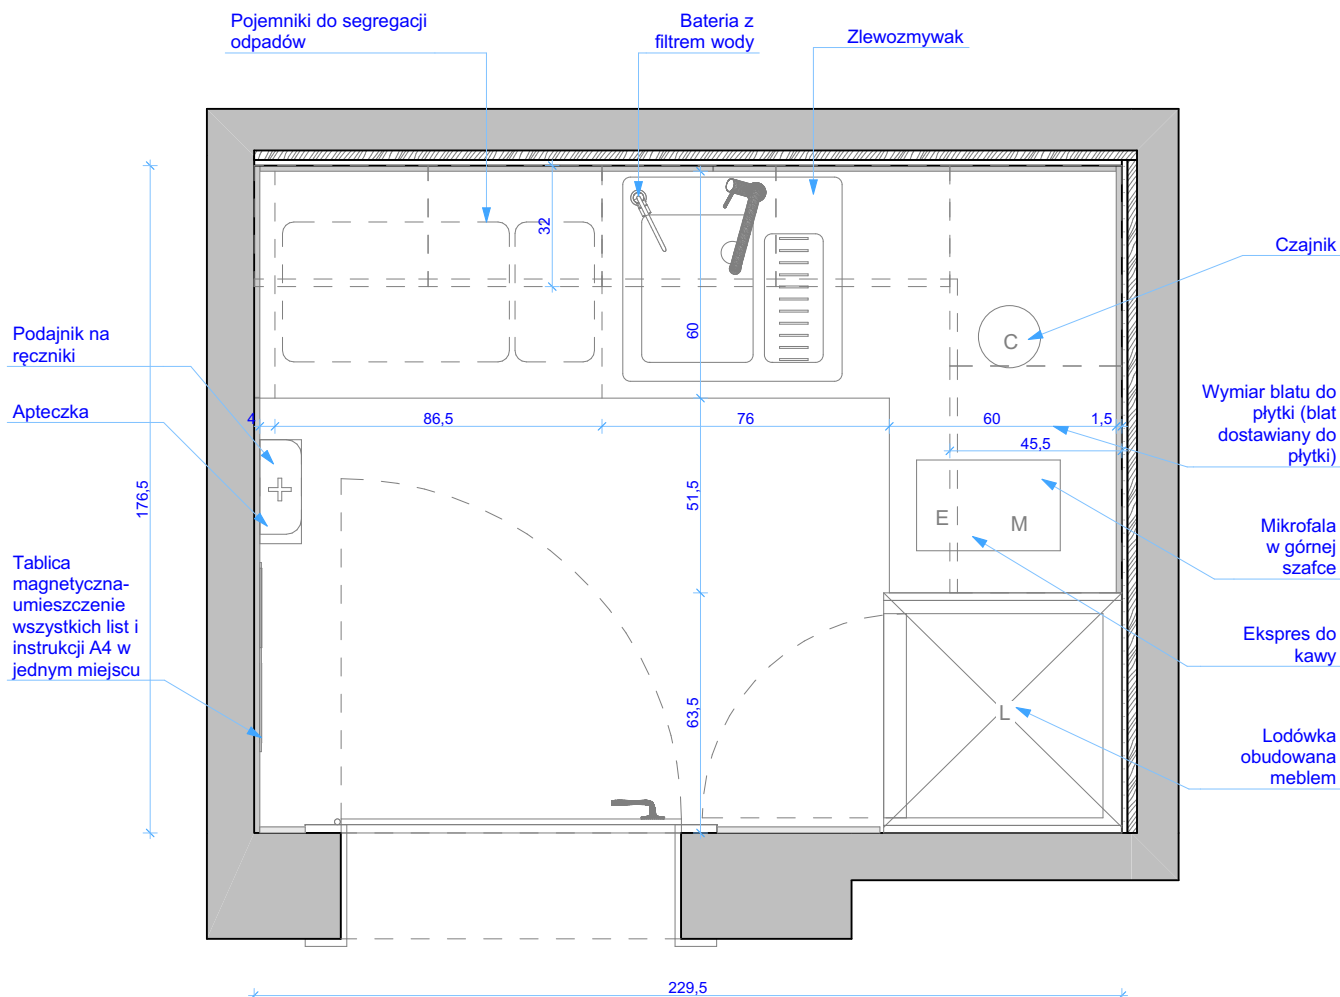 Pojemniki do segregacji
odpadów
Bateria z
filtrem wody
Zlewozmywak
Czajnik
Podajnik na
ręczniki
Apteczka
Tablica
magnetyczna-
umieszczenie
wszystkich list i
instrukcji A4 w
jednym miejscu
Wymiar blatu do
płytki (blat
dostawiany do
płytki)
Mikrofala
w górnej
szafce
Ekspres do
kawy
Lodówka
obudowana
meblem
32
60
C
4
86,5
76
60
1,5
45,5
176,5
51,5
E
M
63,5
L
229,5